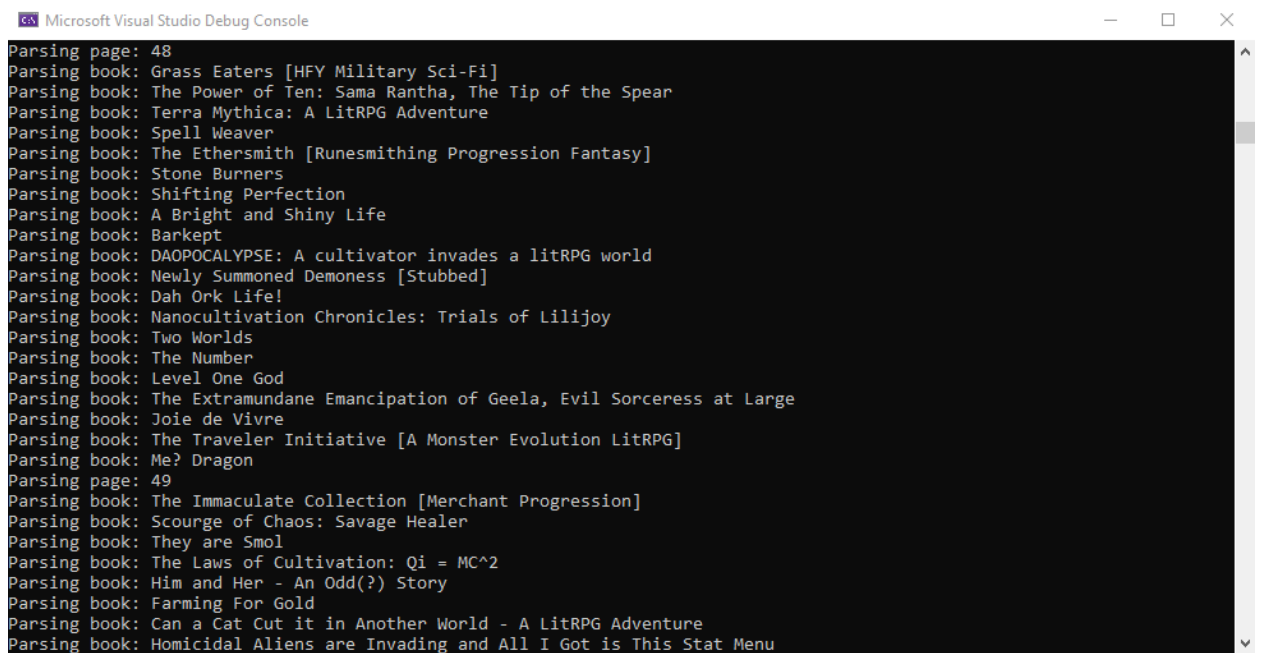 Microsoft Visual Studio Debug Console
Parsing page: 48
Parsing book: Grass Eaters [HFY Military Sci-Fi]
Parsing book: The Power of Ten: Sama Rantha, The Tip of the Spear
Parsing book: Terra Mythica: A LitRPG Adventure
Parsing book: Spell Weaver
Parsing book: The Ethersmith [Runesmithing Progression Fantasy]
Parsing book: Stone Burners
Parsing book: Shifting Perfection
Parsing book: A Bright and Shiny Life
Parsing book: Barkept
Parsing book: DAOPOCALYPSE: A cultivator invades a litRPG world
Parsing book: Newly Summoned Demoness [Stubbed]
Parsing book: Dah Ork Life!
Parsing book: Nanocultivation Chronicles: Trials of Lilijoy
Parsing book: Two Worlds
Parsing book: The Number
Parsing book: Level One God
Parsing book: The Extramundane Emancipation of Geela, Evil Sorceress at Large
Parsing book: Joie de Vivre
Parsing book: The Traveler Initiative [A Monster Evolution LitRPG]
Parsing book: Me? Dragon
Parsing page: 49
Parsing book: The Immaculate Collection [Merchant Progression]
Parsing book: Scourge of Chaos: Savage Healer
Parsing book: They are Smol
Parsing book: The Laws of Cultivation: Qi = MC^2
Parsing book: Him and Her - An Odd(?) Story
Parsing book: Farming For Gold
Parsing book: Can a Cat Cut it in Another World - A LitRPG Adventure
Parsing book: Homicidal Aliens are Invading and All I Got is This Stat Menu